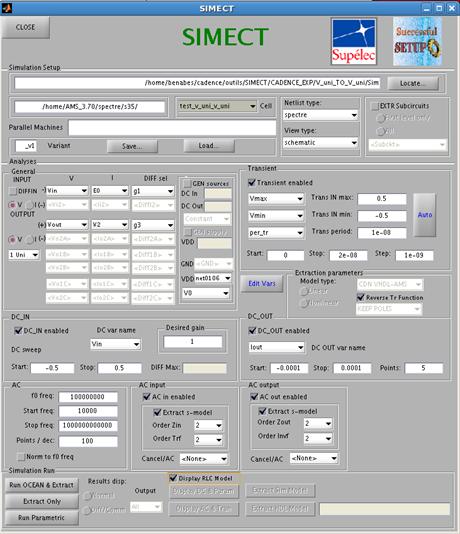 SIMECT
CLOSE
SIMECT
Supélec
Successful
SETUP
Simulation Setup
/home/benabes/cadence/outils/SIMECT/CADENCE_EXP/V_uni_TO_V_uni/Sim
Locate...
/home/AMS_3.70/spectre/s35/
test_v_uni_v_uni
Cell
Netlist type:
spectre
EXTR Subcircuits
First level only
All
<Subckt>
Parallel Machines
View type:
schematic
_v1
Variant
Save...
Load...
Analyses
General
V
I
DIFF sel
GEN sources
INPUT
DIFFIN
(+)
Vin
E0
g1
DC In
V
I
(-)
<Vi2>
<Ii2>
<Diffi2>
DC Out
OUTPUT
Constant
(+)
Vout
V2
g3
GEN supply
V
I
(-)
<Vo2A>
<Io2A>
<Diff2A>
VDD
1 Uni
<Vo1B>
<Io1B>
<Diff1B>
GND
<GND>
<Vo2B>
<Io2B>
<Diff2B>
<Vo1C>
<Io1C>
<Diff1C>
VDD
net0106
<Vo2C>
<Io2C>
<Diff2C>
V0
Transient
Transient enabled
Vmax
Trans IN max:
0.5
Vmin
Trans IN min:
-0.5
Auto
per_tr
Trans period:
1e-08
Start:
0
Stop:
2e-08
Step:
1e-09
Edit Vars
Extraction parameters
Model type:
CDN VHDL-AMS
Linear
Nonlinear
Reverse Tr Function
KEEP POLES
DC_IN
DC_IN enabled
DC var name
Desired gain
Vin
1
DC sweep
Start:
-0.5
Stop:
0.5
DIFF Max:
DC_OUT
DC_OUT enabled
Iout
DC OUT var name
Start:
-0.0001
Stop:
0.0001
Points:
5
AC
f0 freq:
100000000
Start freq:
10000
Stop freq:
10000000000
Points / dec:
100
Norm to f0 freq
AC input
AC in enabled
Extract s-model
Order Zin
2
Order Trf
2
Cancel/AC
<None>
AC output
AC out enabled
Extract s-model
Order Zout
2
Order Imvf
2
Cancel/AC
<None>
Simulation Run
Run OCEAN & Extract
Extract Only
Run Parametric
Results disp:
Normal
Diff/Comm
Output
All
Display RLC Model
Display DC & Param
Display AC & Tran
Extract Sim Model
Extract HDL Model